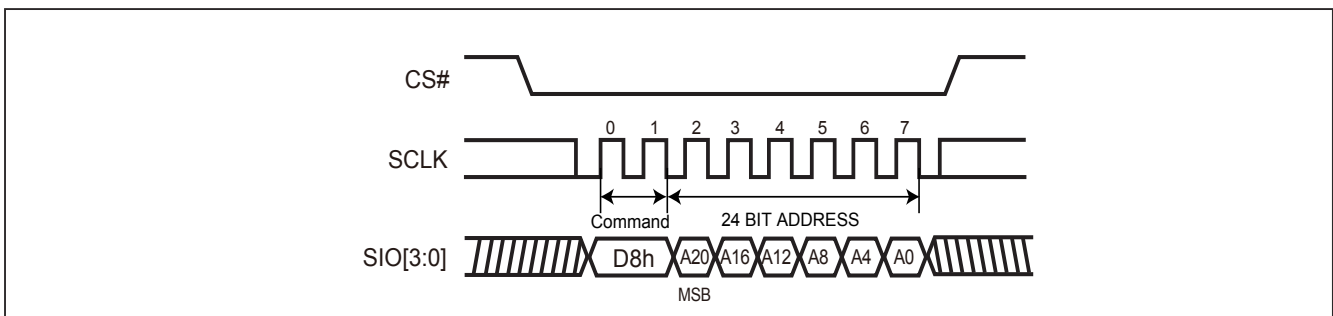 CS#
0 1 2 3 4 5 6 7
SCLK
Command 24 BIT ADDRESS
SIO[3:0] D8h A20 A16 A12 A8 A4 A0
MSB